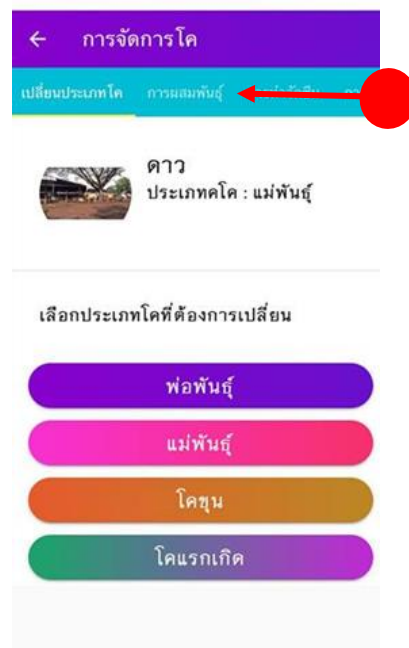 การจัดการโค
เปลี่ยนประเภทโค การผสมพันธุ์
ดาว
ประเภทคโค : แม่พันธุ์
เลือกประเภทโคที่ต้องการเปลี่ยน
พ่อพันธุ์
แม่พันธุ์
โคขุน
โคแรกเกิด